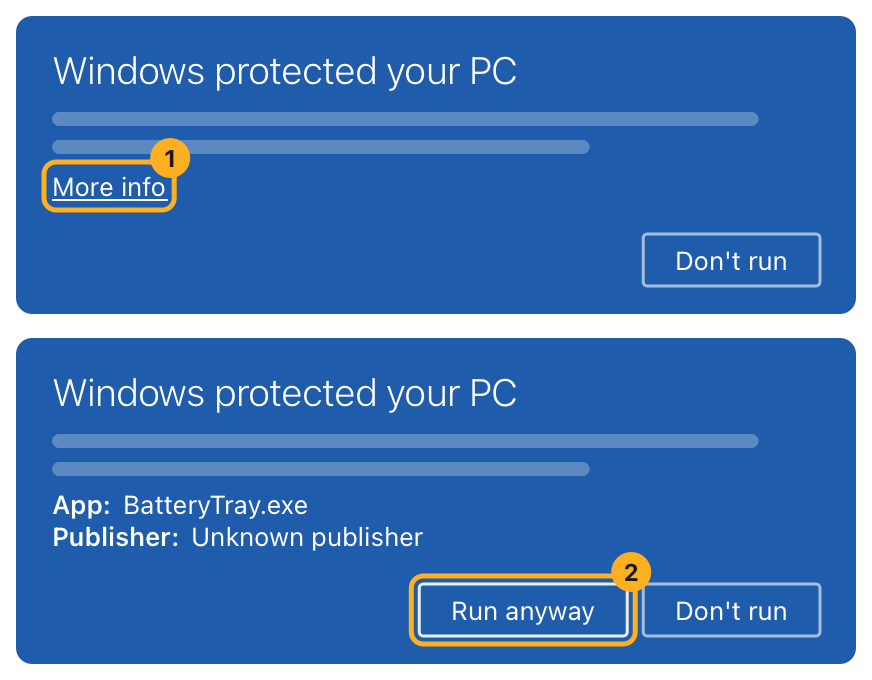 Windows protected your PC
1
More info
Don't run
Windows protected your PC
App: BatteryTray.exe
Publisher: Unknown publisher
2
Run anyway
Don't run